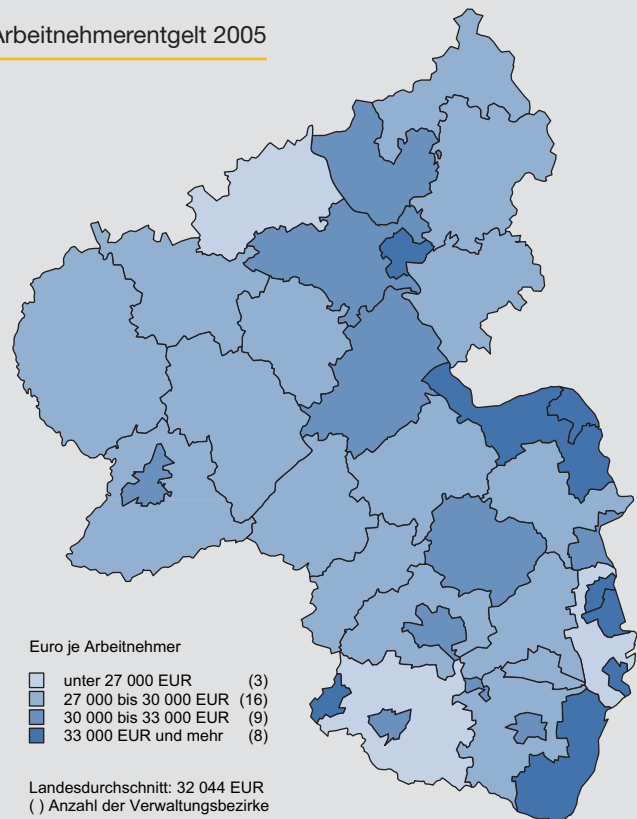 Arbeitnehmerentgelt 2005
Euro je Arbeitnehmer
unter 27 000 EUR (3)
27 000 bis 30 000 EUR (16)
30 000 bis 33 000 EUR (9)
33 000 EUR und mehr (8)
Landesdurchschnitt: 32 044 EUR
( ) Anzahl der Verwaltungsbezirke